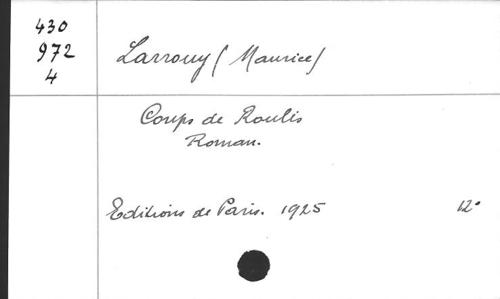 430
972
4
Larrouy (Maurice)
Coups de Roulis
Roman.
Editions de Paris. 1925 12°